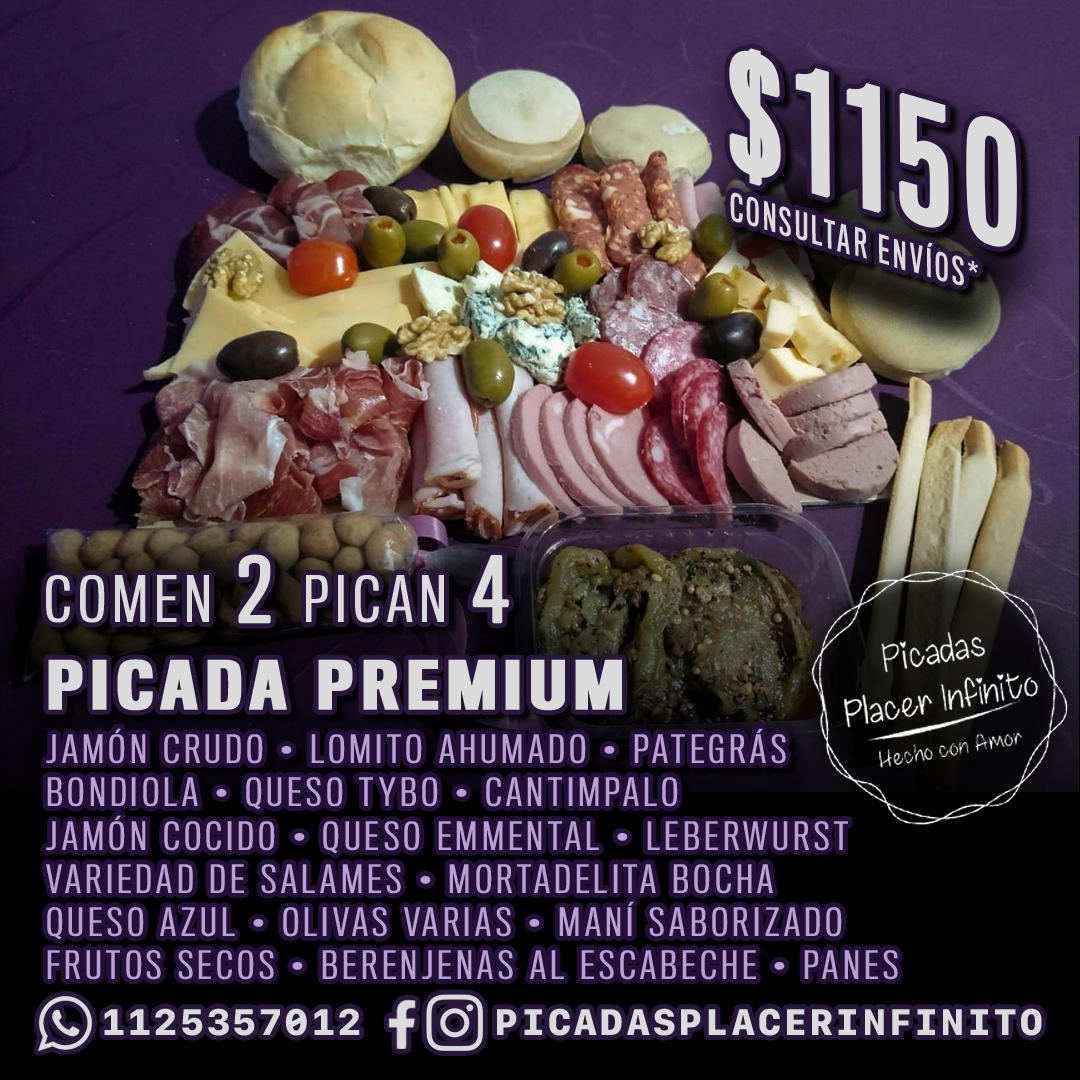 $1150
CONSULTAR ENVÍOS*
COMEN 2 PICAN 4
PICADA PREMIUM
JAMÓN CRUDO • LOMITO AHUMADO • PATEGRÁS
BONDIOLA • QUESO TYBO • CANTIMPALO
JAMÓN COCIDO • QUESO EMMENTAL • LEBERWURST
VARIEDAD DE SALAMES • MORTADELITA BOCHA
QUESO AZUL • OLIVAS VARIAS • MANÍ SABORIZADO
FRUTOS SECOS • BERENJENAS AL ESCABECHE • PANES
Picadas
Placer Infinito
Hecho con Amor
1125357012 PICADASPLACERINFINITO